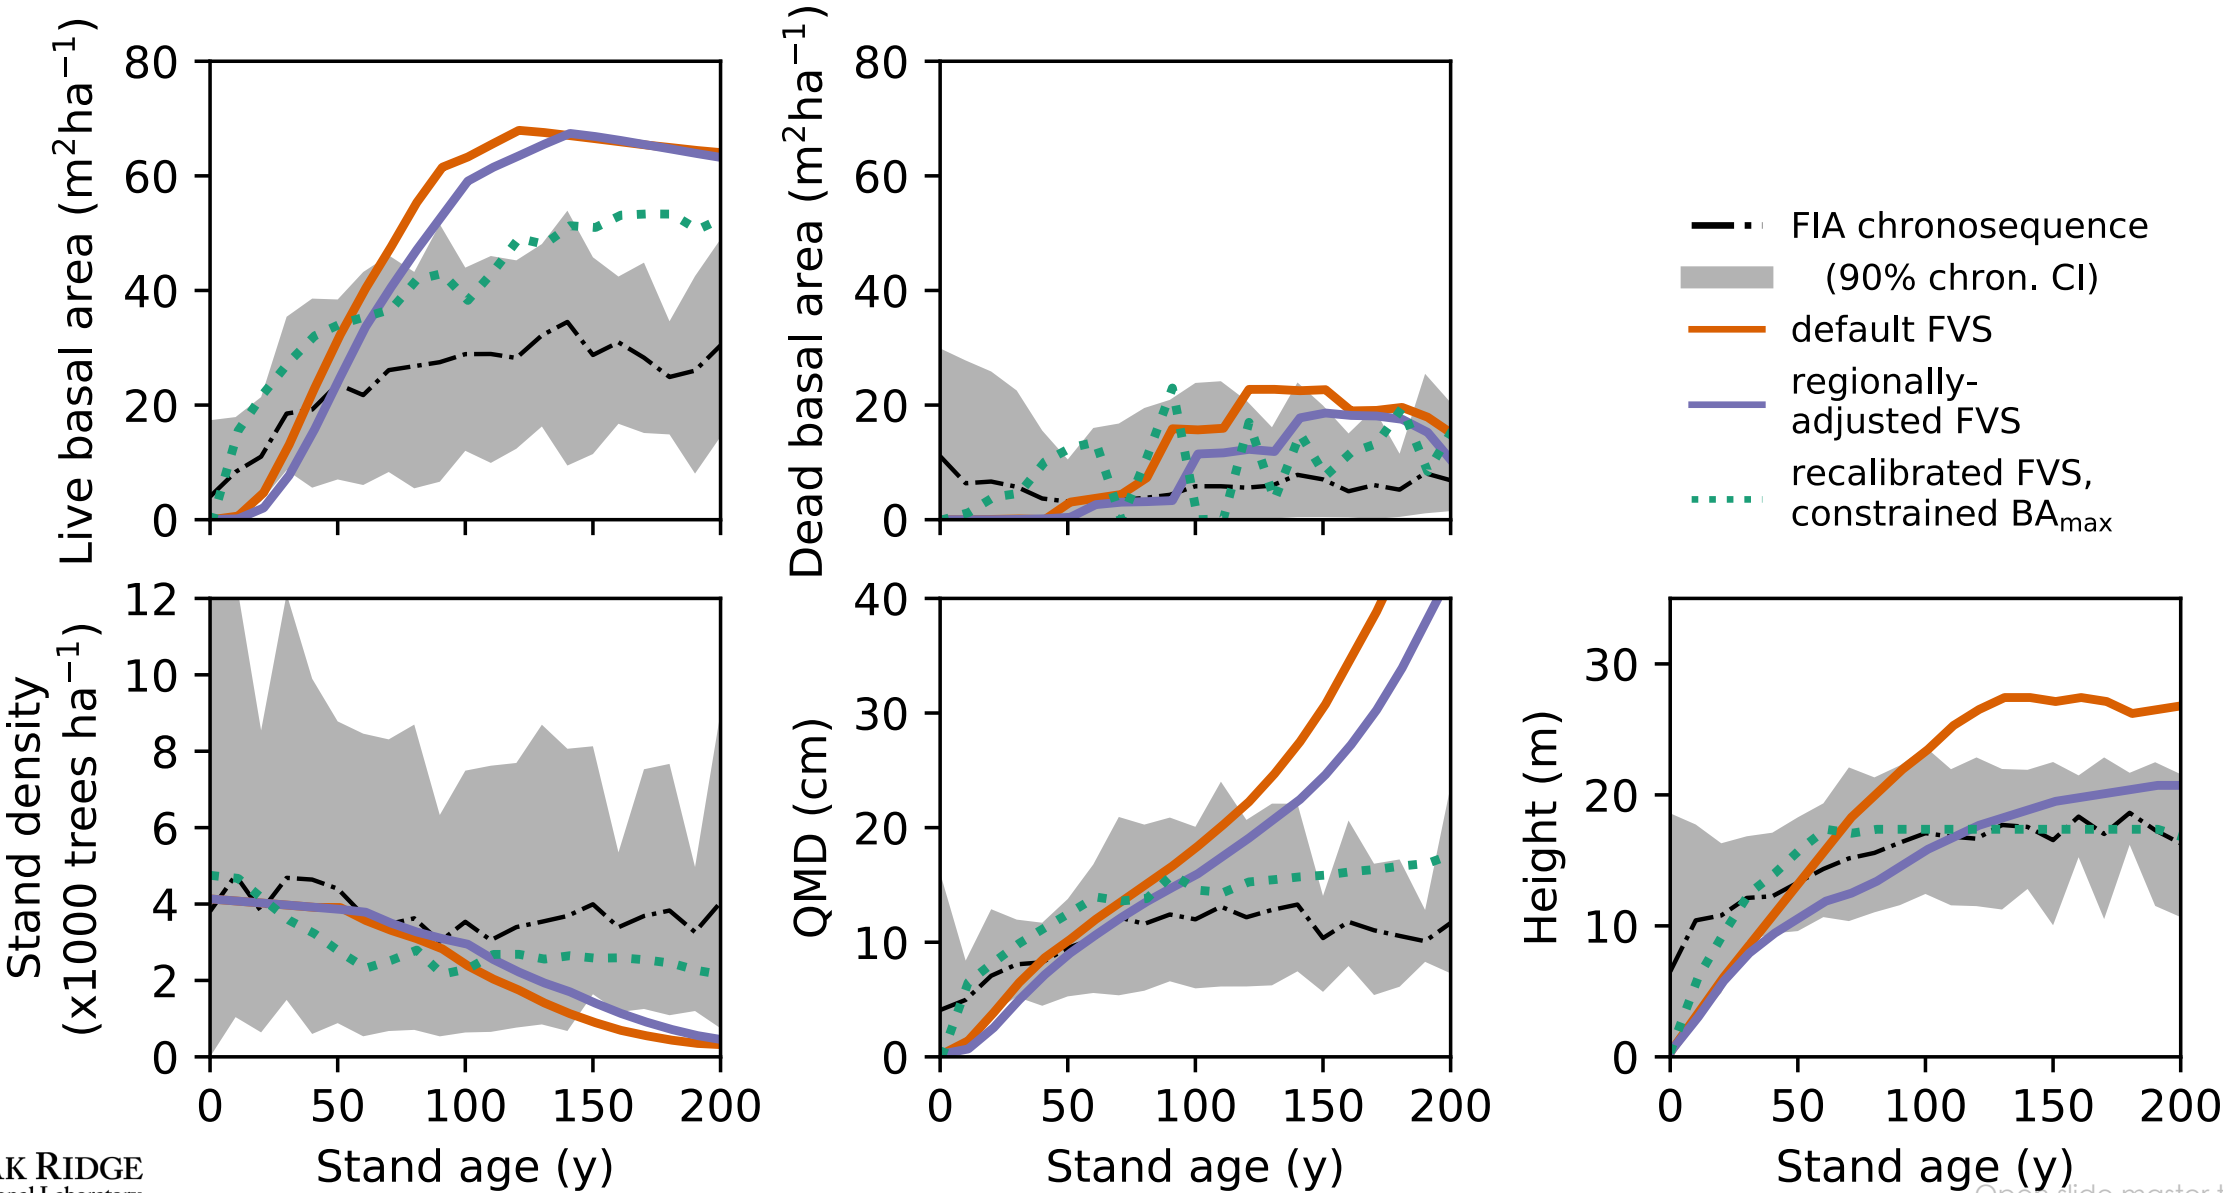 Live basal area (m²ha⁻¹)
80
60
40
20
0
Dead basal area (m²ha⁻¹)
80
60
40
20
0
FIA chronosequence
(90% chron. CI)
default FVS
regionally-
adjusted FVS
recalibrated FVS,
constrained BAmax
Stand density
(x1000 trees ha⁻¹)
12
10
8
6
4
2
0
0 50 100 150 200
Stand age (y)
QMD (cm)
40
30
20
10
0
0 50 100 150 200
Stand age (y)
Height (m)
30
20
10
0
0 50 100 150 200
Stand age (y)
RIDGE
Open slide master t